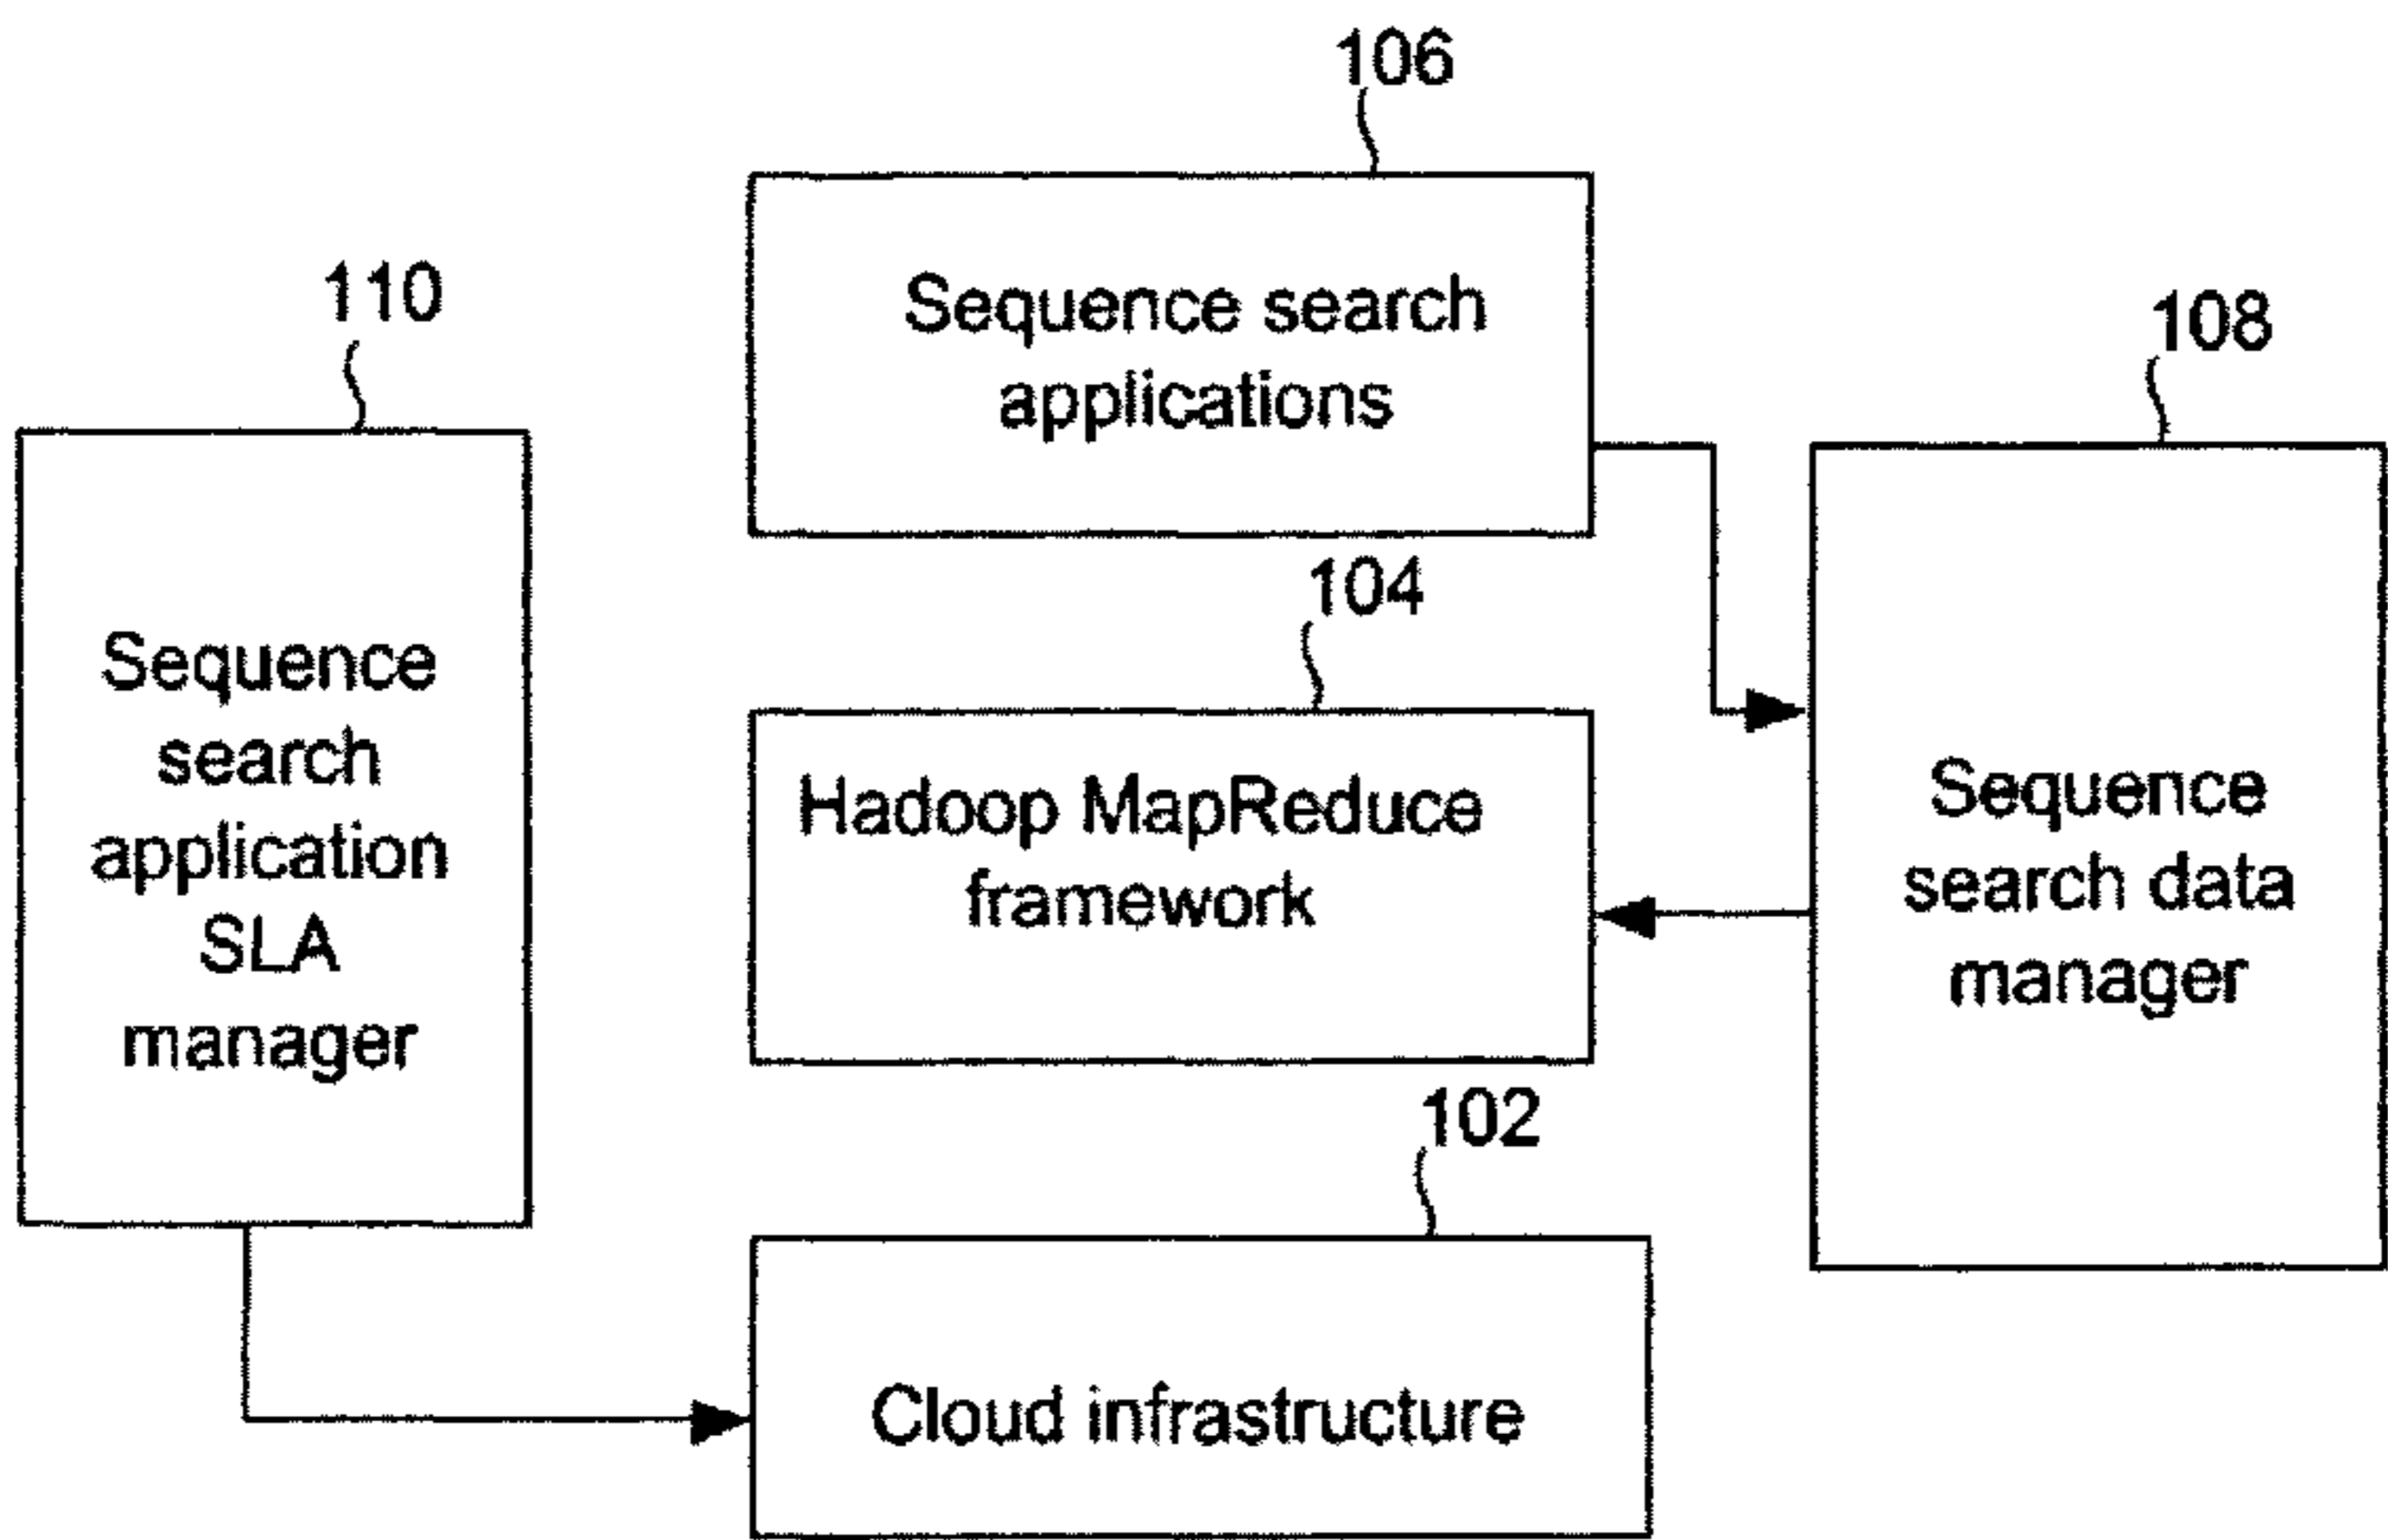 106
Sequence search
applications
110
Sequence
search
application
SLA
manager
108
Sequence
search data
manager
104
Hadoop MapReduce
framework
102
Cloud infrastructure